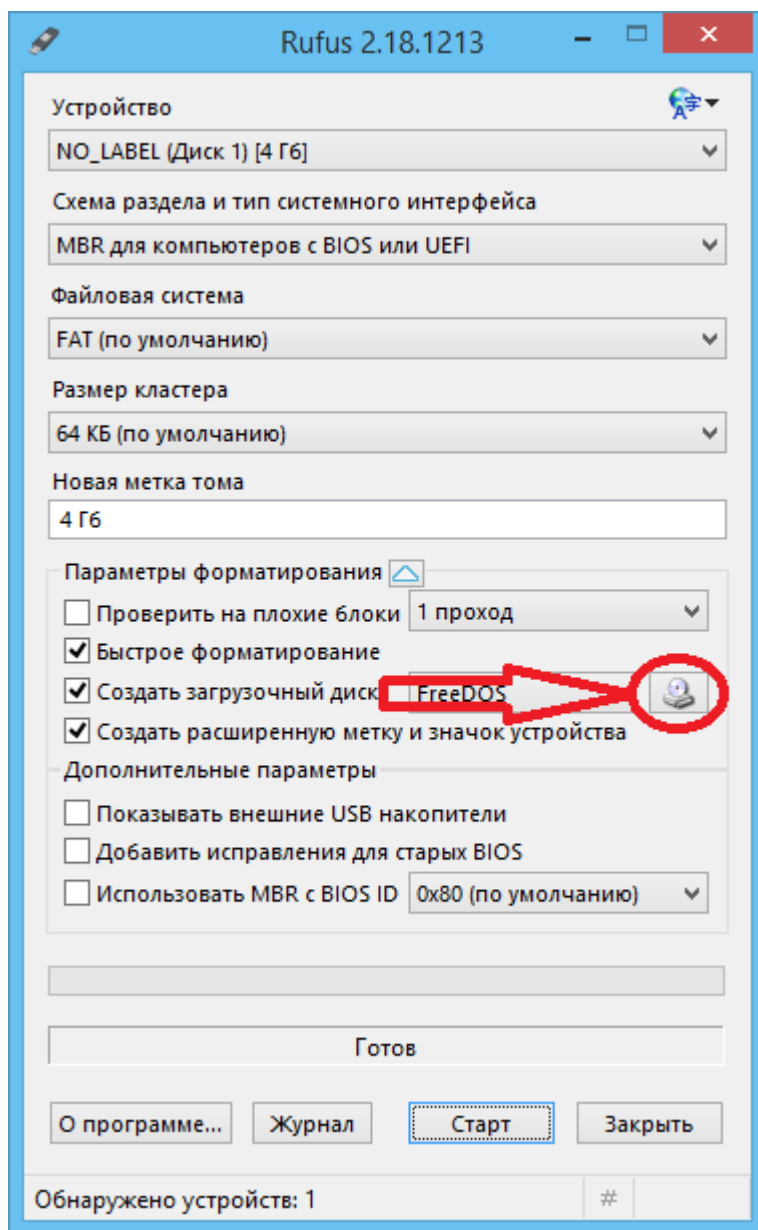 Rufus 2.18.1213
Устройство
NO_LABEL (Диск 1) [4 Гб]
Схема раздела и тип системного интерфейса
MBR для компьютеров с BIOS или UEFI
Файловая система
FAT (по умолчанию)
Размер кластера
64 КБ (по умолчанию)
Новая метка тома
4 Гб
Параметры форматирования
Проверить на плохие блоки 1 проход
Быстрое форматирование
Создать загрузочный диск FreeDOS
Создать расширенную метку и значок устройства
Дополнительные параметры
Показывать внешние USB накопители
Добавить исправления для старых BIOS
Использовать MBR с BIOS ID 0x80 (по умолчанию)
Готов
О программе... Журнал Старт Закрыть
Обнаружено устройств: 1 #